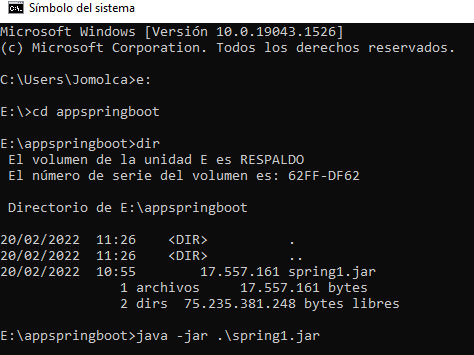 Símbolo del sistema
Microsoft Windows [Versión 10.0.19043.1526]
(c) Microsoft Corporation. Todos los derechos reservados.
C:\Users\Jomolca>e:
E:\>cd appspringboot
E:\appspringboot>dir
El volumen de la unidad E es RESPALDO
El número de serie del volumen es: 62FF-DF62
Directorio de E:\appspringboot
20/02/2022  11:26    <DIR>          .
20/02/2022  11:26    <DIR>          ..
20/02/2022  10:55        17.557.161 spring1.jar
1 archivos     17.557.161 bytes
2 dirs  75.235.381.248 bytes libres
E:\appspringboot>java -jar .\spring1.jar